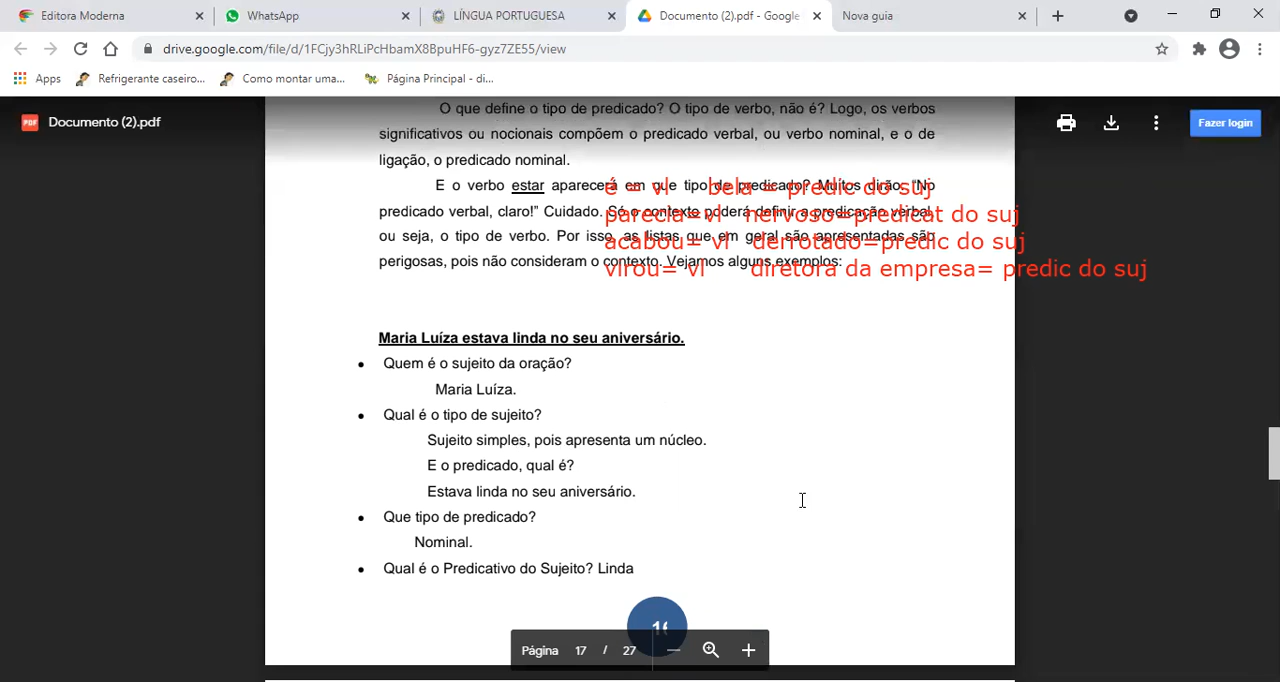 Editora Moderna
WhatsApp
LÍNGUA PORTUGUESA
Documento (2).pdf - Google
Nova guia
drive.google.com/file/d/1FCjy3hRLiPcHbamX8BpuHF6-gyz7ZE55/view
Apps
Refrigerante caseiro...
Como montar uma...
Página Principal - di...
PDF
Documento (2).pdf
Fazer login
O que define o tipo de predicado? O tipo de verbo, não é? Logo, os verbos
significativos ou nocionais compõem o predicado verbal, ou verbo nominal, e o de
ligação, o predicado nominal.
E o verbo estar aparecerá em que tipo de predicado? Muitos dirão, "No
predicado verbal, claro!" Cuidado. Só o contexto poderá definir a predicação verbal,
ou seja, o tipo de verbo. Por isso, as listas que em geral são apresentadas são
perigosas, pois não consideram o contexto. Vejamos alguns exemplos:
é = vl bela = predic do suj
parecia=vl nervoso=predicat do suj
acabou= vl derrotado=predic do suj
virou= vl diretora da empresa= predic do suj
Maria Luíza estava linda no seu aniversário.
• Quem é o sujeito da oração?
Maria Luíza.
• Qual é o tipo de sujeito?
Sujeito simples, pois apresenta um núcleo.
E o predicado, qual é?
Estava linda no seu aniversário.
• Que tipo de predicado?
Nominal.
• Qual é o Predicativo do Sujeito? Linda
Página 17 / 27